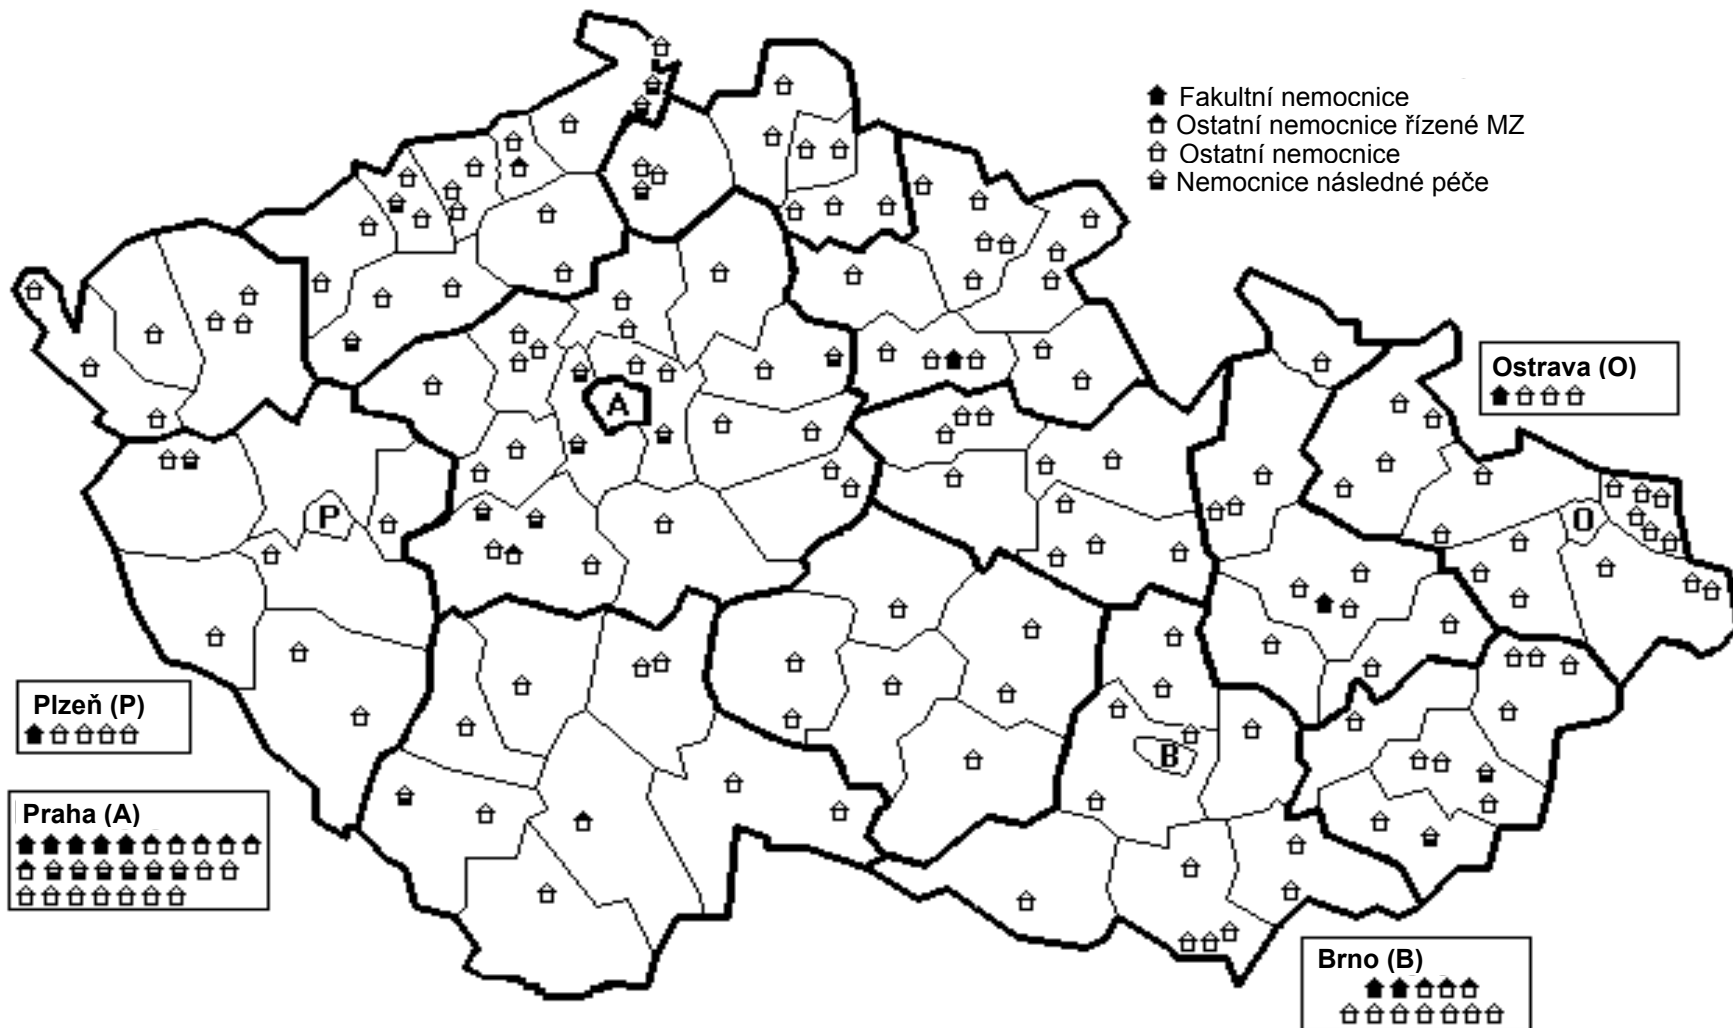 Fakultní nemocnice
Ostatní nemocnice řízené MZ
Ostatní nemocnice
Nemocnice následné péče
Ostrava (O)
A
P
O
Plzeň (P)
B
Praha (A)
Brno (B)